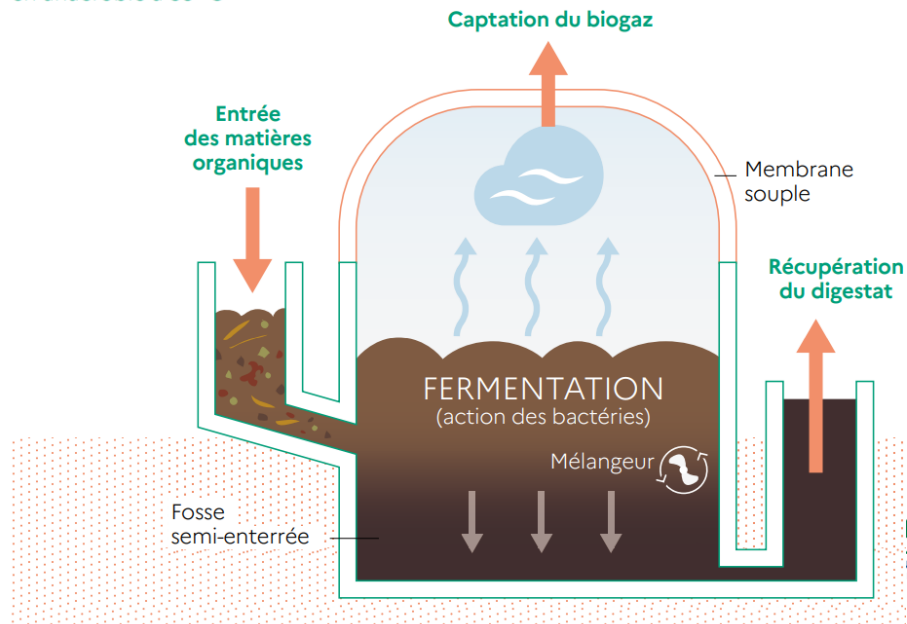 Captation du biogaz
Entrée
des matières
organiques
Membrane
souple
Récupération
du digestat
FERMENTATION
(action des bactéries)
Mélangeur
Fosse
semi-enterrée